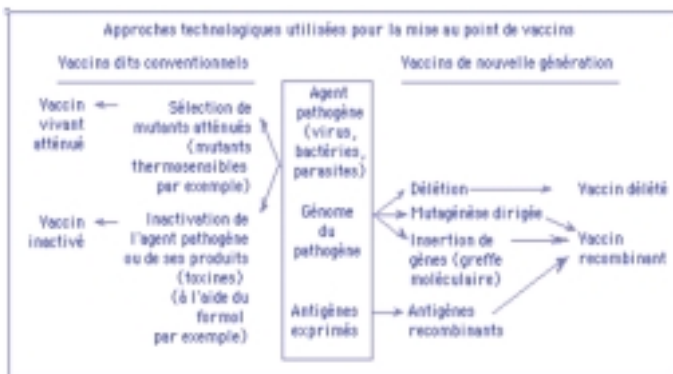 Approches technologiques utilisées pour la mise au point de vaccins
Vaccins dits conventionnels
Vaccin
vivant
atténué
Sélection de
mutants atténués
(mutants
thermosensibles
par exemple)
Vaccin
inactivé
Inactivation de
l'agent pathogène
ou de ses produits
(toxines)
(à l'aide du
formol
par exemple)
Agent
pathogène
(virus,
bactéries,
parasites)
Génome
du
pathogène
Antigènes
exprimés
Vaccins de nouvelle génération
Délétion
Vaccin délété
Mutagénèse dirigée
Insertion de
gènes (greffe
moléculaire)
Vaccin
recombinant
Antigènes
recombinants